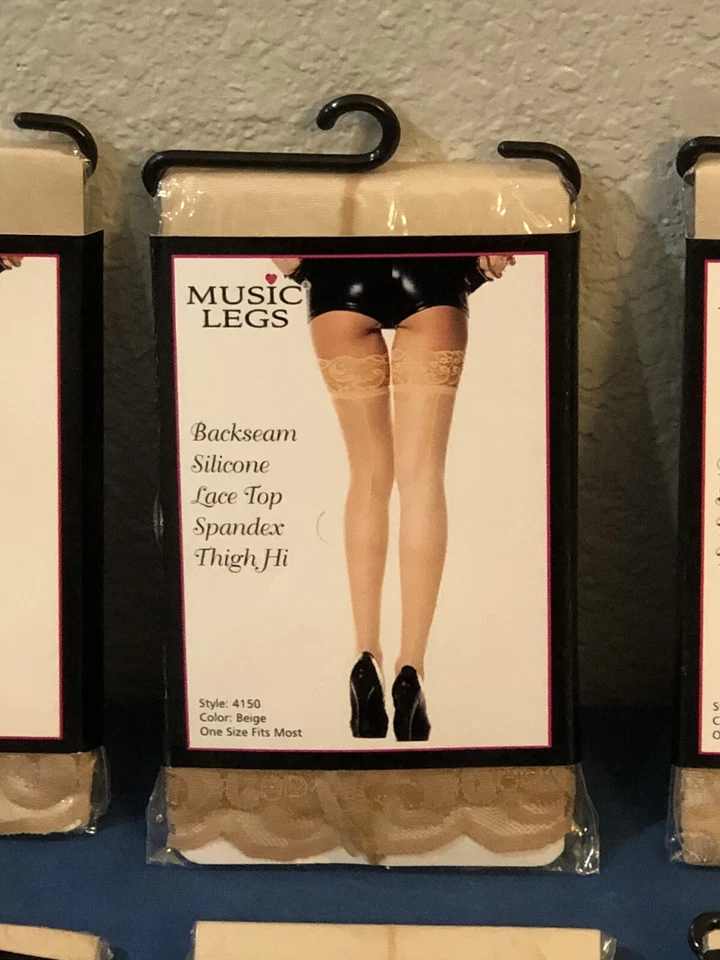 MUSIC®
LEGS
Backseam
Silicone
Lace Top
Spandex
Thigh Hi
Style: 4150
Color: Beige
One Size Fits Most